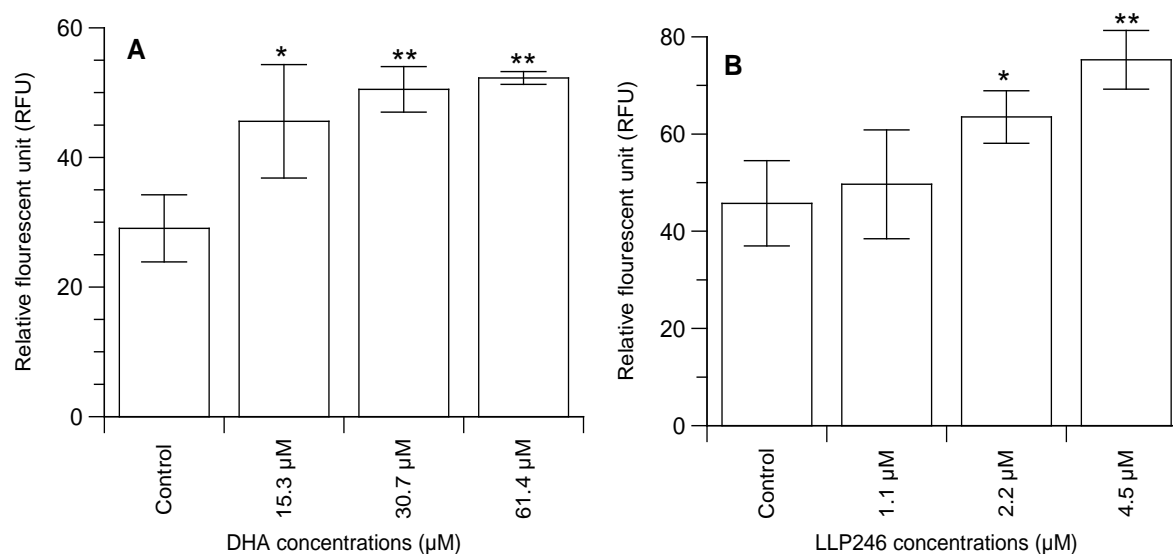 A
Relative flourescent unit (RFU)
60
40
20
0
*
**
**
Control
15.3 µM
30.7 µM
61.4 µM
DHA concentrations (µM)
B
Relative flourescent unit (RFU)
80
60
40
20
0
*
**
Control
1.1 µM
2.2 µM
4.5 µM
LLP246 concentrations (µM)